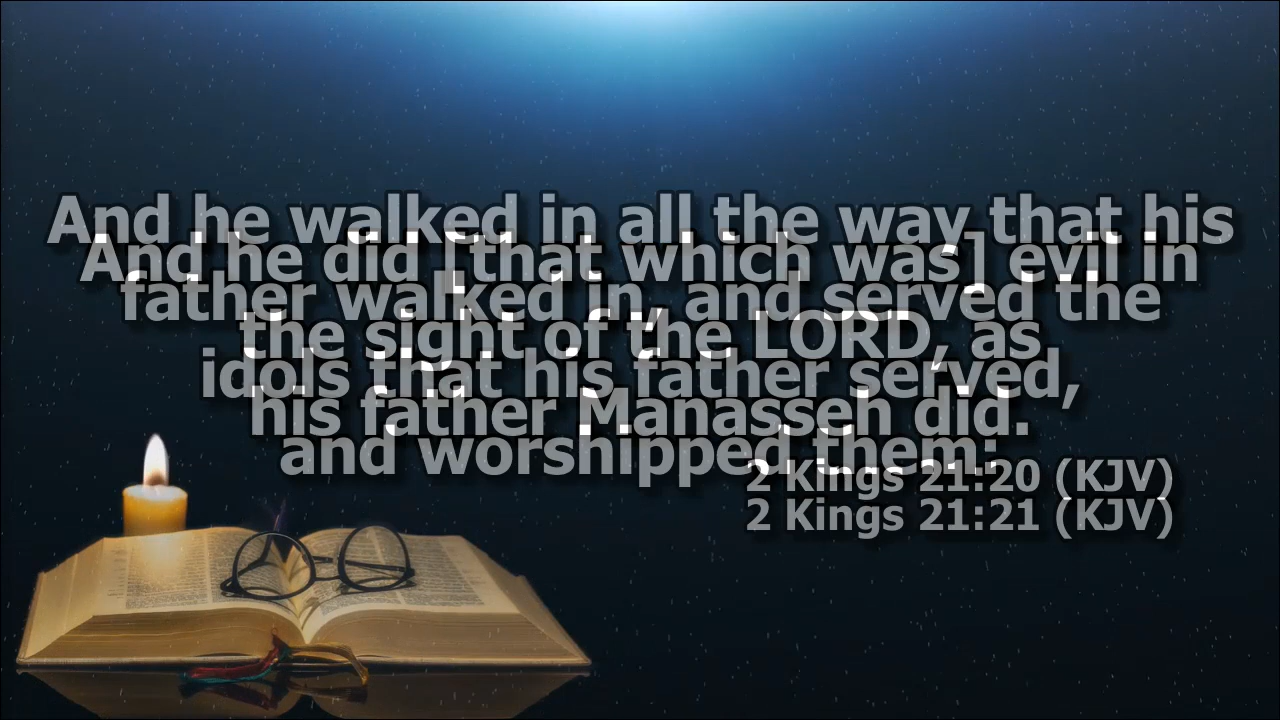 And he walked in all the way that his
And he did [that which was] evil in
father walked in, and served the
the sight of the LORD, as
idols that his father served,
his father Manasseh did.
and worshipped them:
2 Kings 21:20 (KJV)
2 Kings 21:21 (KJV)